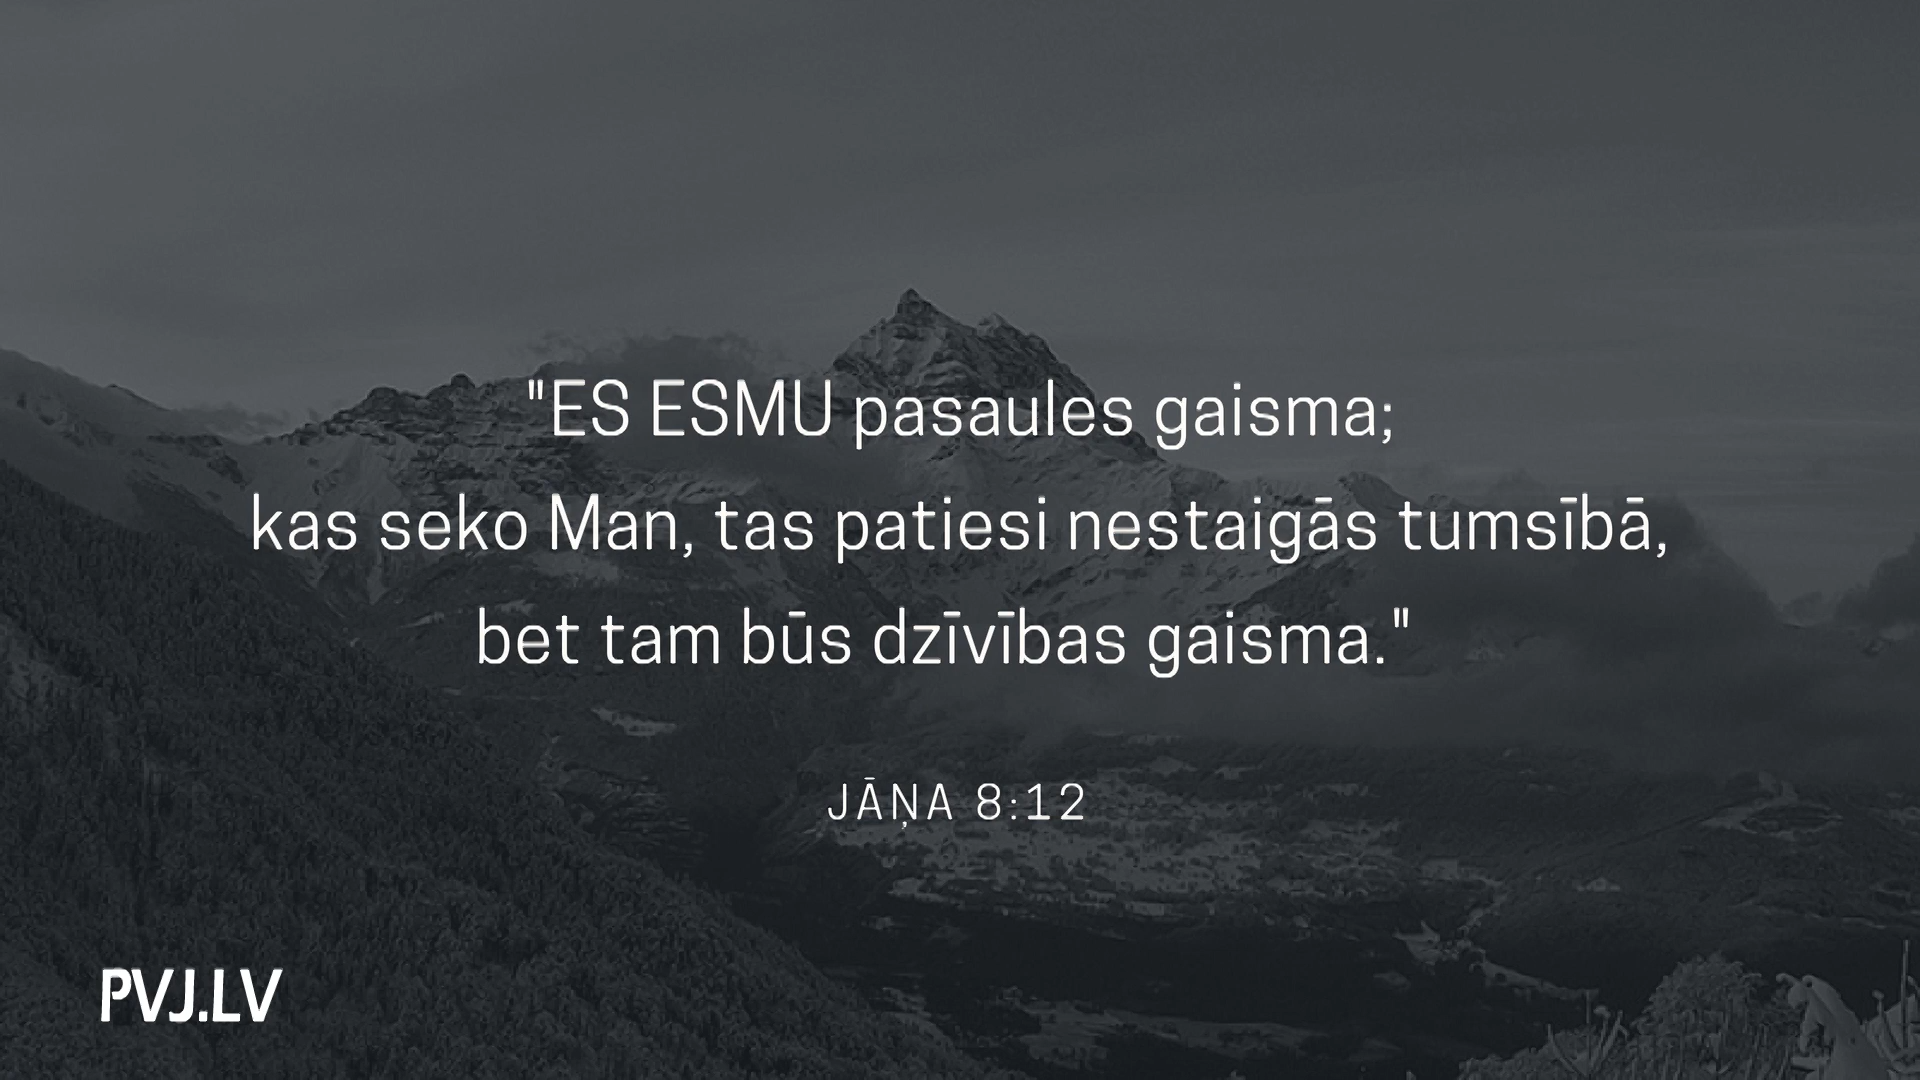 "ES ESMU pasaules gaisma;
kas seko Man, tas patiesi nestaigās tumsībā,
bet tam būs dzīvības gaisma."
JĀŅA 8:12
PVJ.LV